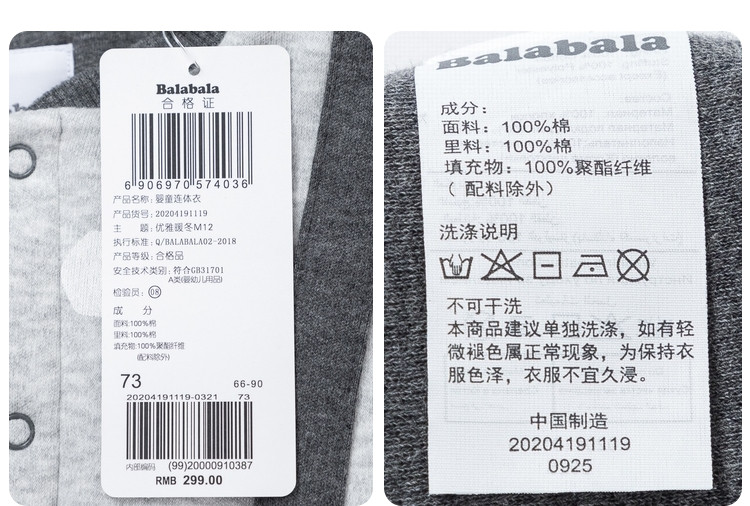 Balabala
合格证
6 906970 574036
产品名称: 婴童连体衣
产品货号: 20204191119
主 题: 优雅暖冬M12
执行标准: Q/BALABALA02-2018
产品等级: 合格品
安全技术类别: 符合GB31701
A类(婴幼儿用品)
检验员: 08
成 分
面料:100%棉
里料:100%棉
填充物:100%聚酯纤维
(配料除外)
73 66-90
20204191119-0321 73
内部编码 (99)20000910387
RMB 299.00
Balabala
成分:
面料: 100%棉
里料: 100%棉
填充物: 100%聚酯纤维
( 配料除外)
洗涤说明
不可干洗
本商品建议单独洗涤, 如有轻
微褪色属正常现象, 为保持衣
服色泽, 衣服不宜久浸。
中国制造
20204191119
0925